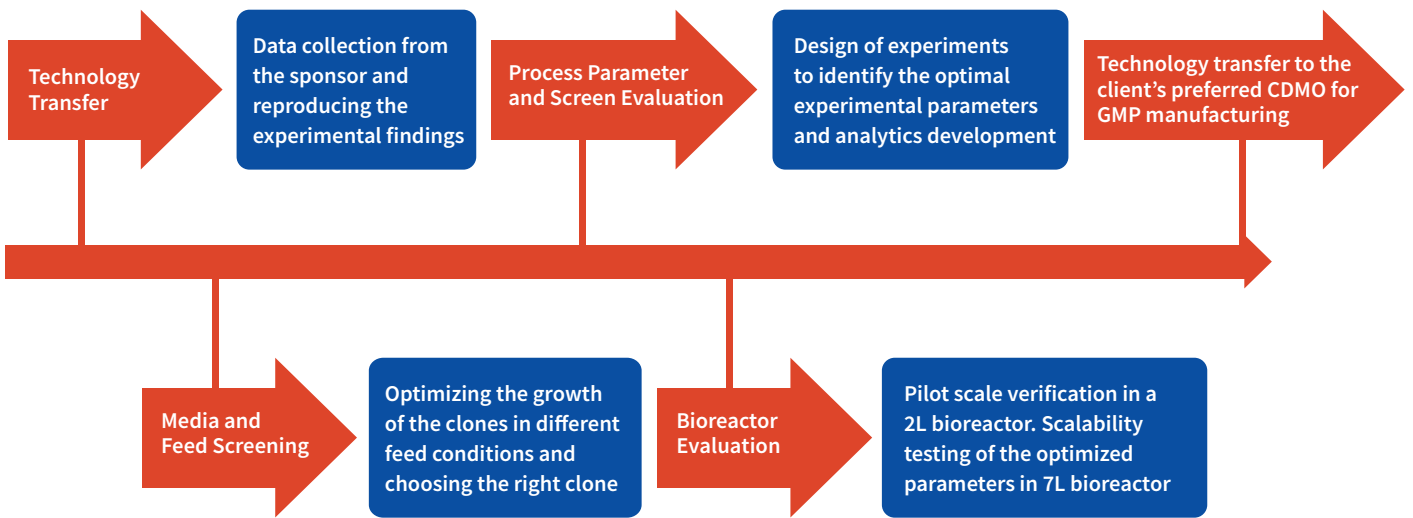 Technology
Transfer
Data collection from
the sponsor and
reproducing the
experimental findings
Process Parameter
and Screen Evaluation
Design of experiments
to identify the optimal
experimental parameters
and analytics development
Technology transfer to the
client’s preferred CDMO for
GMP manufacturing
Media and
Feed Screening
Optimizing the growth
of the clones in different
feed conditions and
choosing the right clone
Bioreactor
Evaluation
Pilot scale verification in a
2L bioreactor. Scalability
testing of the optimized
parameters in 7L bioreactor